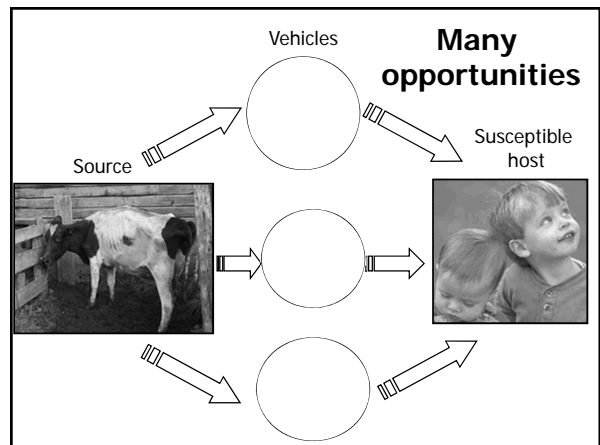 Vehicles
Many
opportunities
Source
Susceptible
host